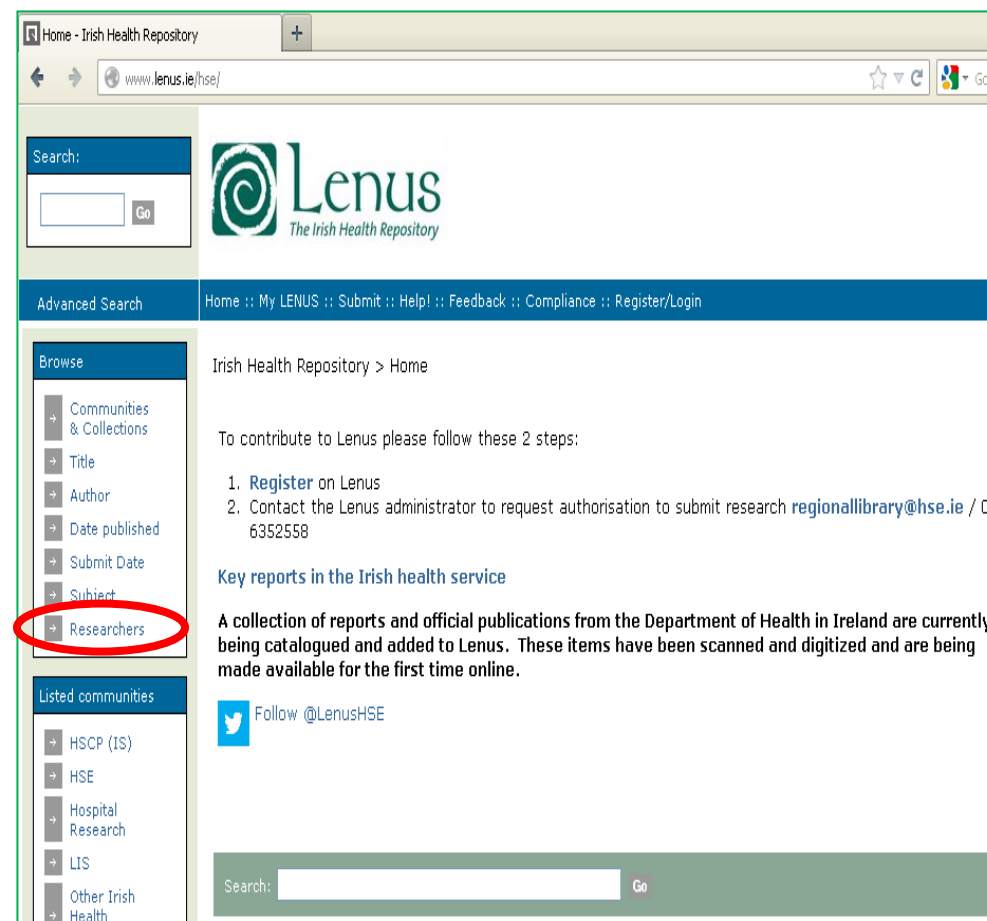 Home - Irish Health Repository
www.lenus.ie/hse/
Search:
Go
Lenus
The Irish Health Repository
Advanced Search
Home :: My LENUS :: Submit :: Help! :: Feedback :: Compliance :: Register/Login
Browse
Communities
& Collections
Title
Author
Date published
Submit Date
Subject
Researchers
Listed communities
HSCP (IS)
HSE
Hospital
Research
LIS
Other Irish
Health
Irish Health Repository > Home
To contribute to Lenus please follow these 2 steps:
1. Register on Lenus
2. Contact the Lenus administrator to request authorisation to submit research regionallibrary@hse.ie /
6352558
Key reports in the Irish health service
A collection of reports and official publications from the Department of Health in Ireland are currently
being catalogued and added to Lenus. These items have been scanned and digitized and are being
made available for the first time online.
Follow @LenusHSE
Search:
Go